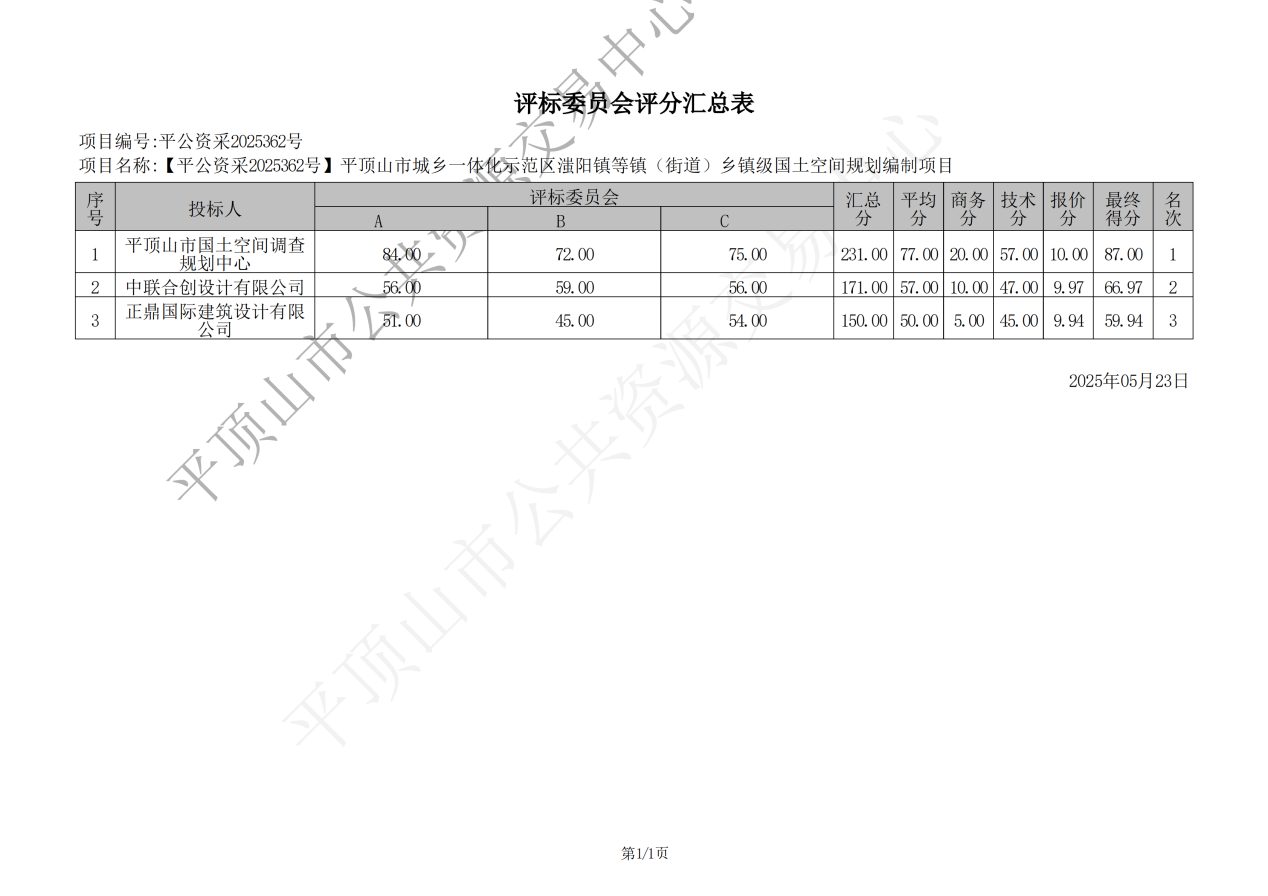 评标委员会评分汇总表
项目编号:平公资采2025362号
项目名称:【平公资采2025362号】平顶山市城乡一体化示范区滍阳镇等镇（街道）乡镇级国土空间规划编制项目
序号 投标人 评标委员会 汇总分 平均分 商务分 技术分 报价分 最终得分 名次
A B C
1 平顶山市国土空间调查规划中心 84.00 72.00 75.00 231.00 77.00 20.00 57.00 10.00 87.00 1
2 中联合创设计有限公司 56.00 59.00 56.00 171.00 57.00 10.00 47.00 9.97 66.97 2
3 正鼎国际建筑设计有限公司 51.00 45.00 54.00 150.00 50.00 5.00 45.00 9.94 59.94 3
2025年05月23日
平顶山市公共资源交易中心
平顶山市公共资源交易中心
第1/1页